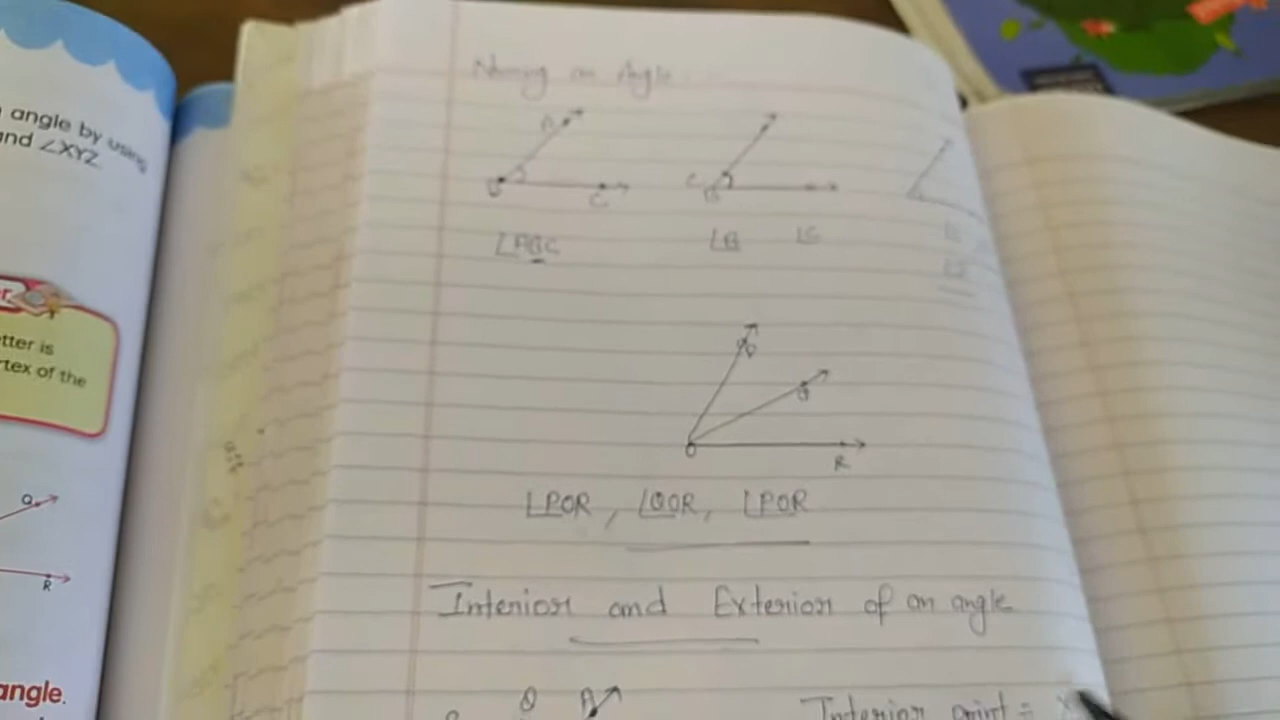 angle by using
and ∠XYZ
tter is
rtex of the
Q
R
angle.
Naming an Angle
A
B
C
C
B
∠ABC
∠B ∠C
P
Q
O
R
∠POR, ∠QOR, ∠POR
Interior and Exterior of an angle
Q A
Interior point =